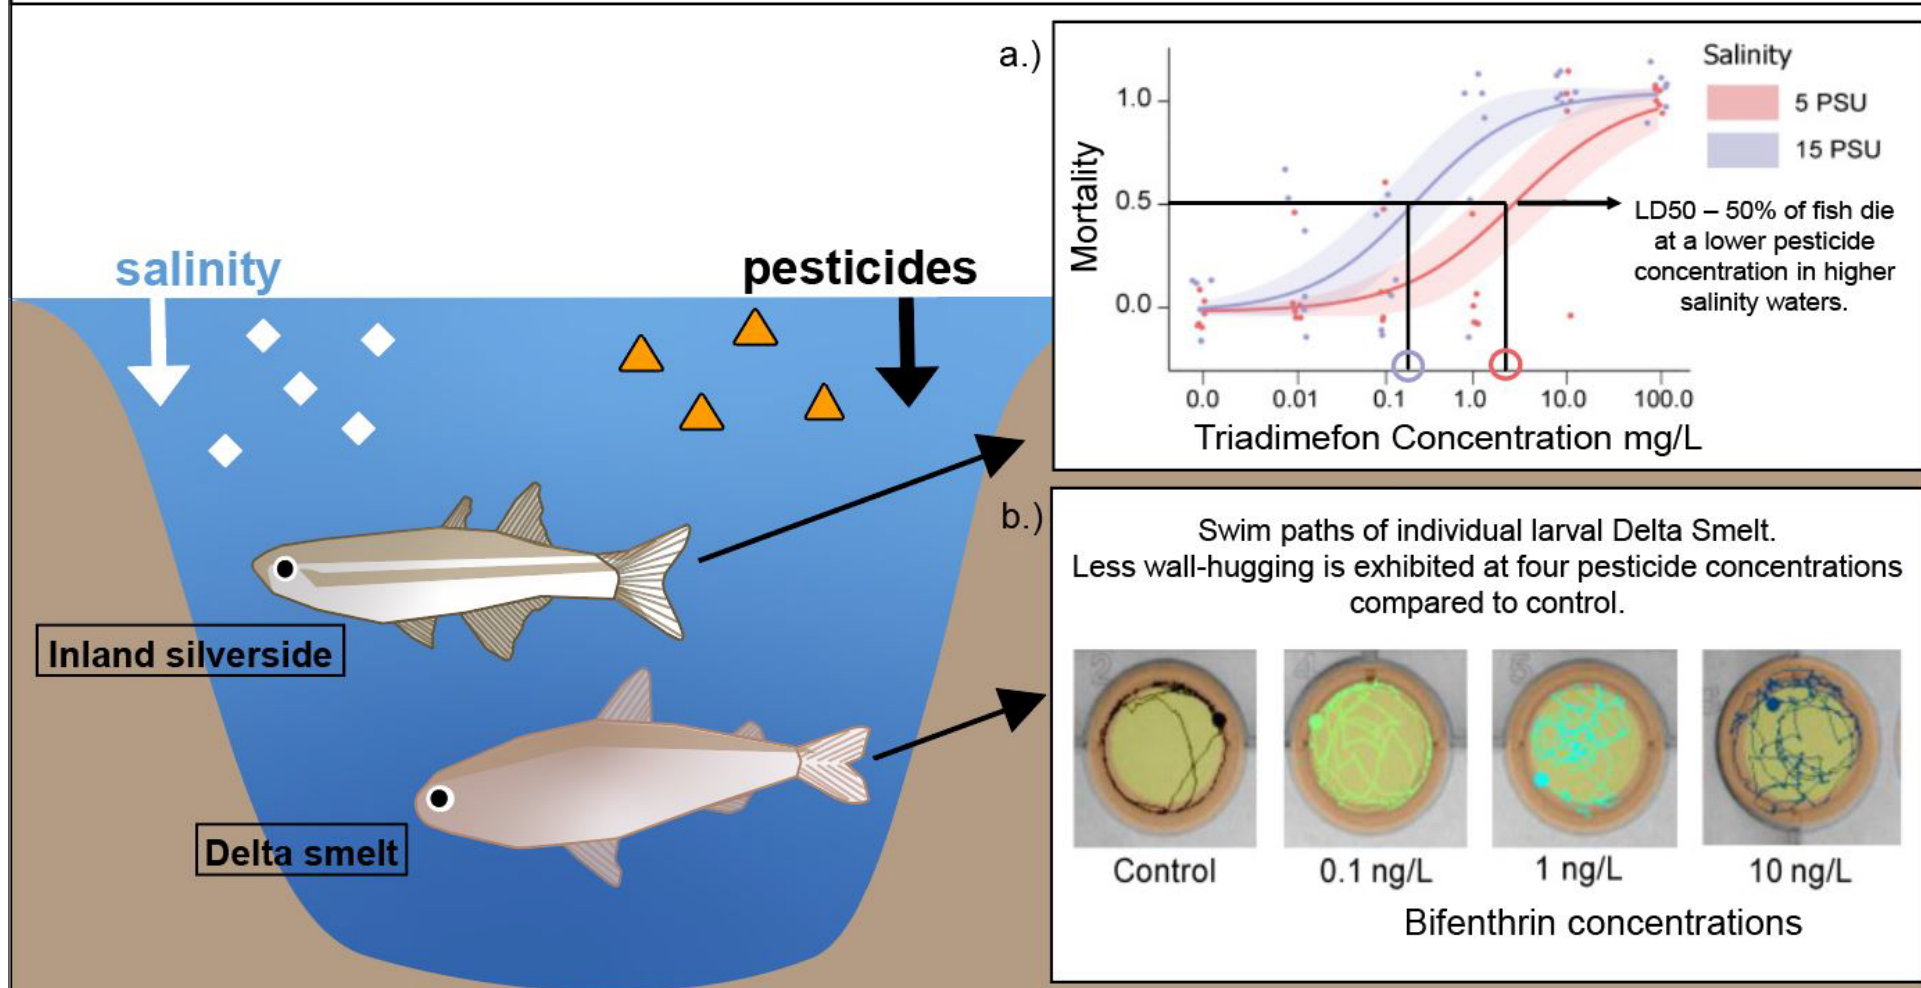 salinity
pesticides
Inland silverside
Delta smelt
a.)
Mortality
1.0
0.5
0.0
0.0 0.01 0.1 1.0 10.0 100.0
Triadimefon Concentration mg/L
Salinity
5 PSU
15 PSU
LD50 – 50% of fish die
at a lower pesticide
concentration in higher
salinity waters.
b.)
Swim paths of individual larval Delta Smelt.
Less wall-hugging is exhibited at four pesticide concentrations
compared to control.
2
4
5
Control 0.1 ng/L 1 ng/L 10 ng/L
Bifenthrin concentrations